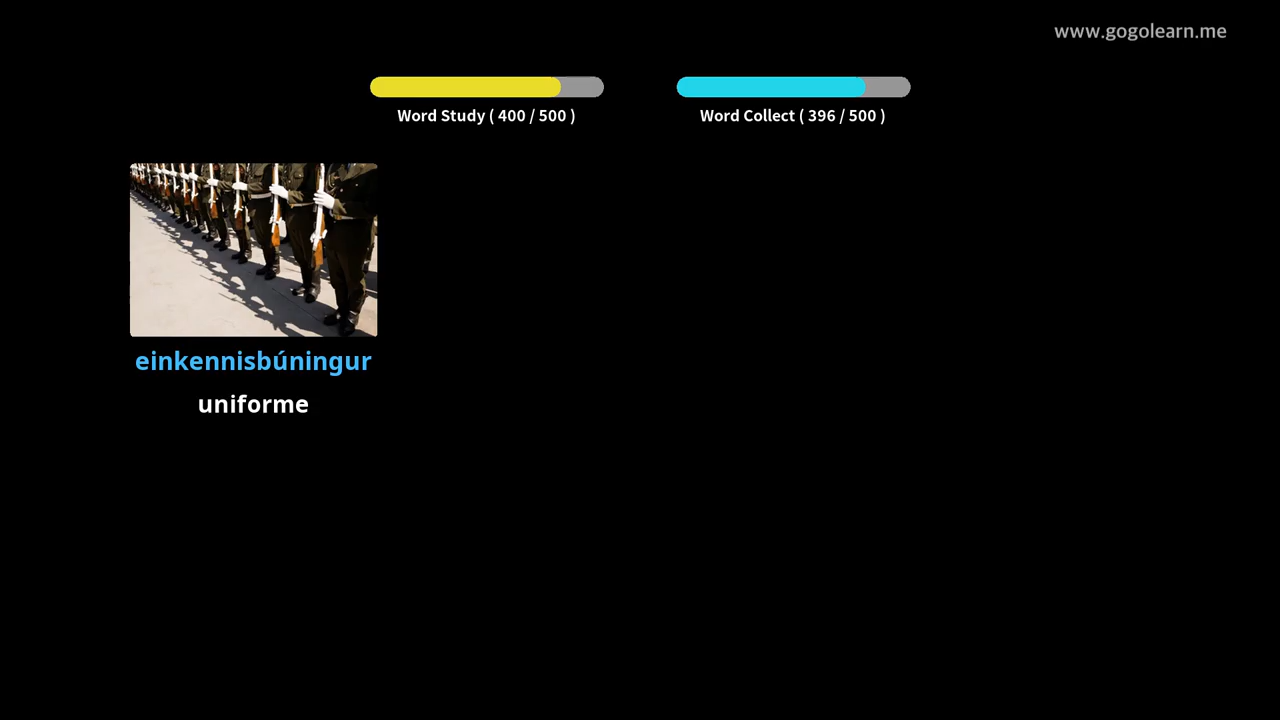 www.gogolearn.me
Word Study ( 400 / 500 )
Word Collect ( 396 / 500 )
einkennisbúningur
uniforme